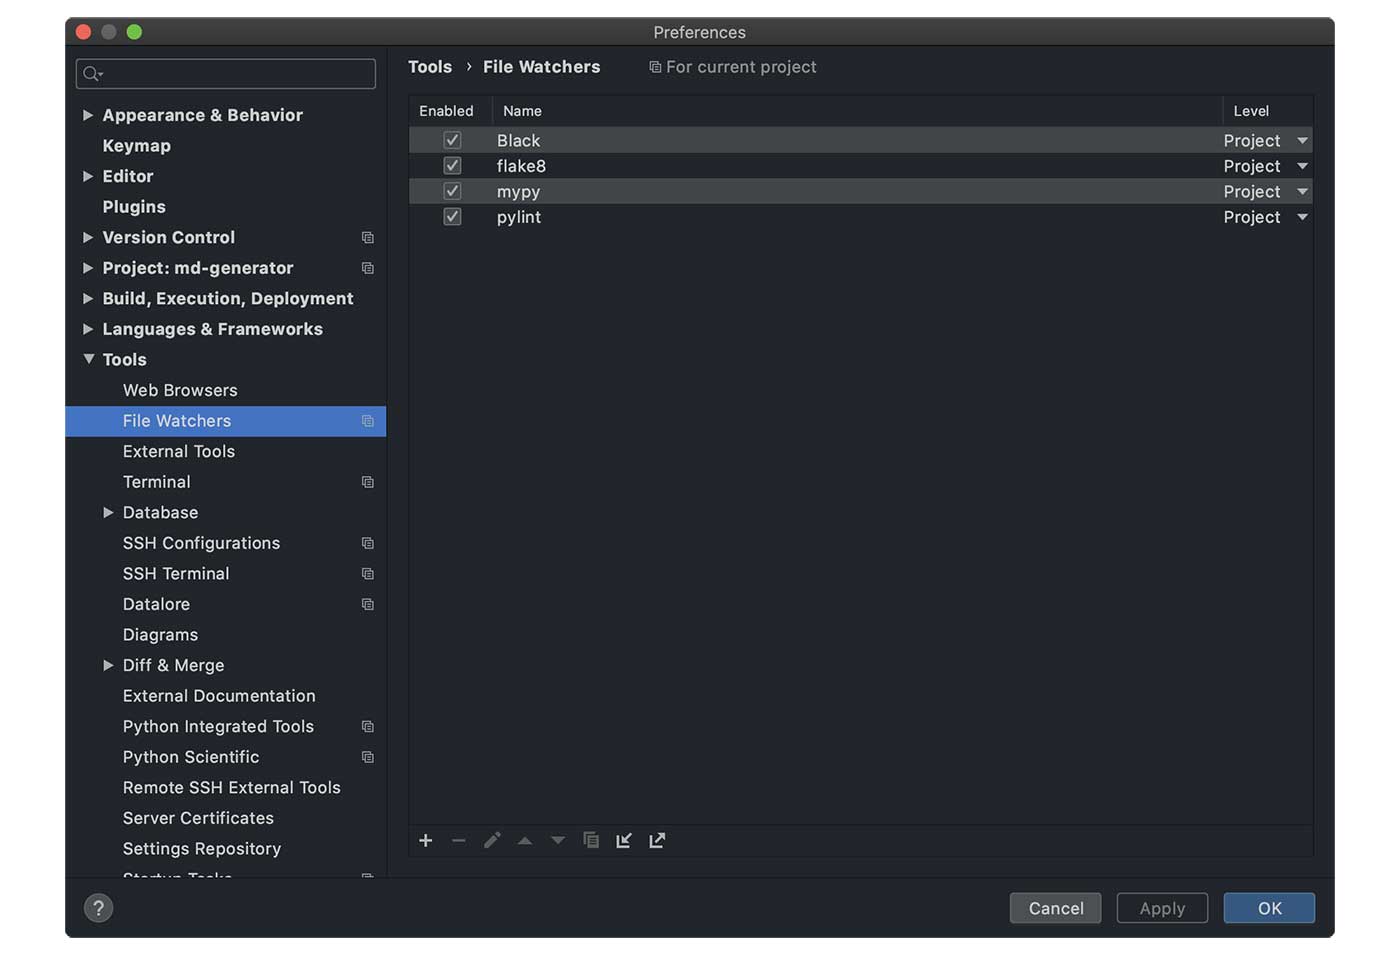 Preferences
Tools › File Watchers For current project
Appearance & Behavior
Keymap
Editor
Plugins
Version Control
Project: md-generator
Build, Execution, Deployment
Languages & Frameworks
Tools
Web Browsers
File Watchers
External Tools
Terminal
Database
SSH Configurations
SSH Terminal
Datalore
Diagrams
Diff & Merge
External Documentation
Python Integrated Tools
Python Scientific
Remote SSH External Tools
Server Certificates
Settings Repository
Startup Tasks
Enabled Name Level
Black Project
flake8 Project
mypy Project
pylint Project
?
Cancel Apply OK